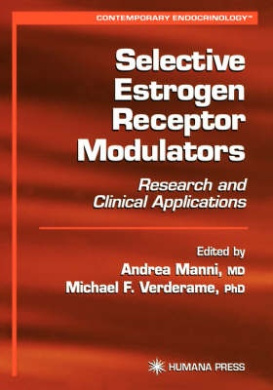 CONTEMPORARY ENDOCRINOLOGY™
Selective
Estrogen
Receptor
Modulators
Research and
Clinical Applications
Edited by
Andrea Manni, MD
Michael F. Verderame, PhD
HUMANA PRESS